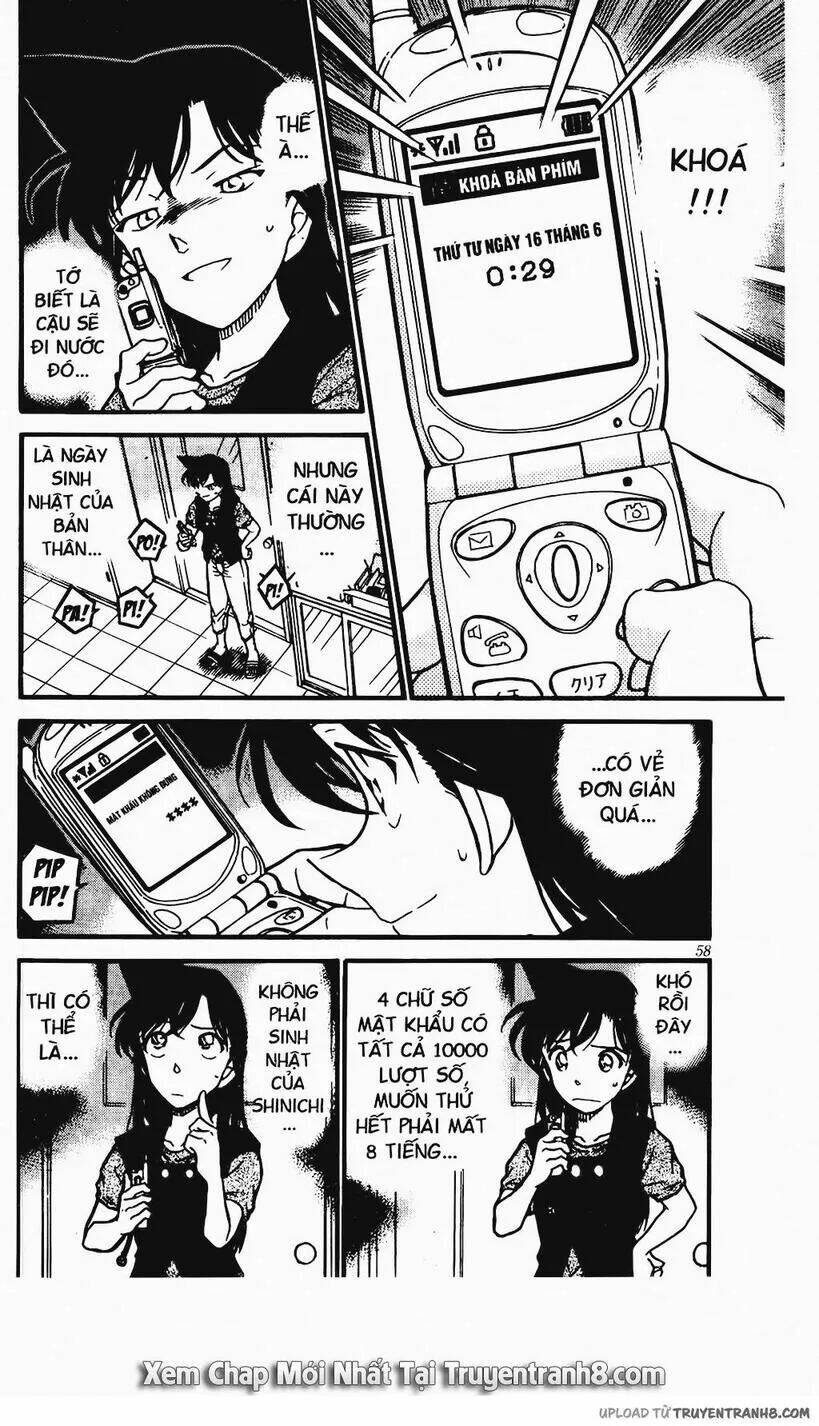 KHOÁ
!!!
KHOÁ BÀN PHÍM
THỨ TƯ NGÀY 16 THÁNG 6
0:29
クリア
THẾ
À...
TỚ
BIẾT LÀ
CẬU SẼ
ĐI NƯỚC
ĐÓ...
NHƯNG
CÁI NÀY
THƯỜNG
...
LÀ NGÀY
SINH
NHẬT CỦA
BẢN
THÂN...
PI!
PO!
PI!
PA!
...CÓ VẺ
ĐƠN GIẢN
QUÁ...
MẬT KHẨU KHÔNG ĐÚNG
****
PIP
PIP!
58
KHÓ
RỒI
ĐÂY
...
4 CHỮ SỐ
MẬT KHẨU CÓ
TẤT CẢ 10000
LƯỢT SỐ,
MUỐN THỬ
HẾT PHẢI MẤT
8 TIẾNG...
KHÔNG
PHẢI
SINH
NHẬT
CỦA
SHINICHI
...
THÌ CÓ
THỂ
LÀ...
Xem Chap Mới Nhất Tại Truyentranh8.com
UPLOAD TỪ TRUYENTRANH8.COM